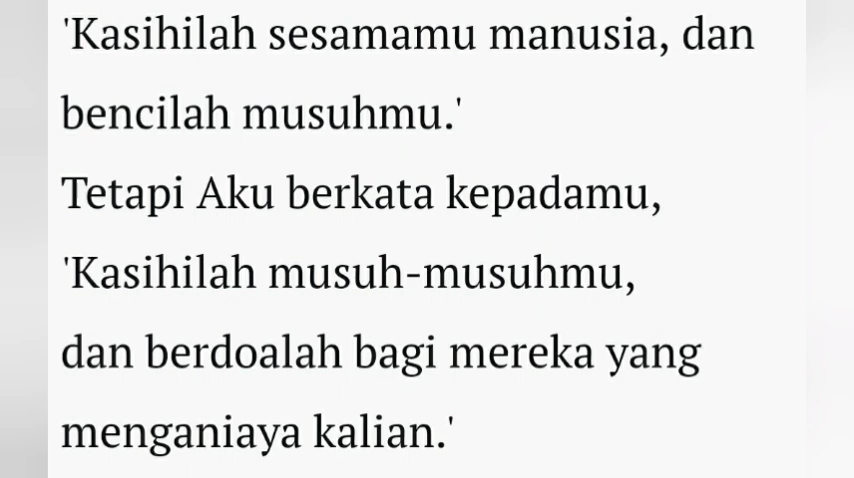 'Kasihilah sesamamu manusia, dan
bencilah musuhmu.'
Tetapi Aku berkata kepadamu,
'Kasihilah musuh-musuhmu,
dan berdoalah bagi mereka yang
menganiaya kalian.'